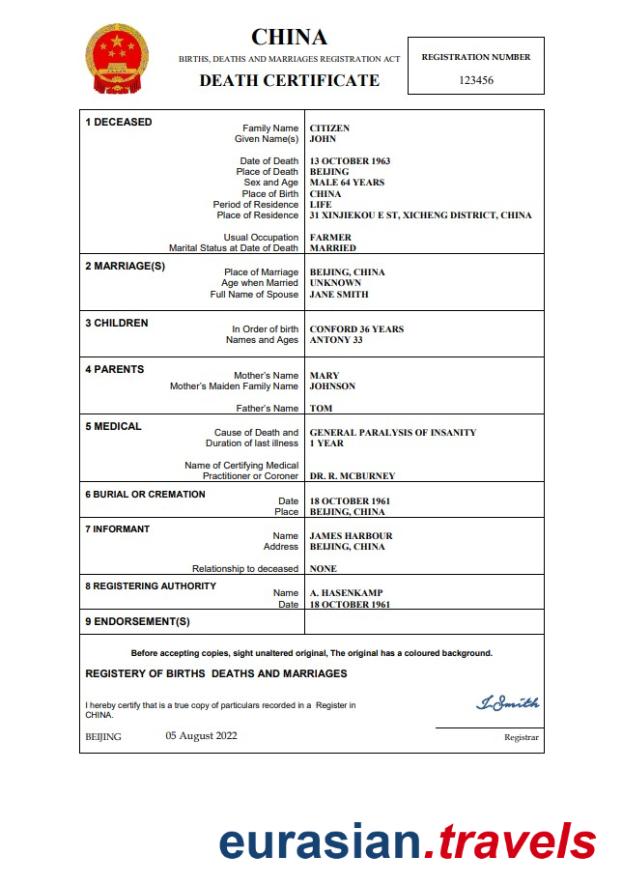 CHINA
BIRTHS, DEATHS AND MARRIAGES REGISTRATION ACT
DEATH CERTIFICATE
REGISTRATION NUMBER
123456
1 DECEASED
Family Name CITIZEN
Given Name(s) JOHN
Date of Death 13 OCTOBER 1963
Place of Death BEIJING
Sex and Age MALE 64 YEARS
Place of Birth CHINA
Period of Residence LIFE
Place of Residence 31 XINJIEKOU E ST, XICHENG DISTRICT, CHINA
Usual Occupation FARMER
Marital Status at Date of Death MARRIED
2 MARRIAGE(S)
Place of Marriage BEIJING, CHINA
Age when Married UNKNOWN
Full Name of Spouse JANE SMITH
3 CHILDREN
In Order of birth CONFORD 36 YEARS
Names and Ages ANTONY 33
4 PARENTS
Mother's Name MARY
Mother's Maiden Family Name JOHNSON
Father's Name TOM
5 MEDICAL
Cause of Death and GENERAL PARALYSIS OF INSANITY
Duration of last illness 1 YEAR
Name of Certifying Medical
Practitioner or Coroner DR. R. MCBURNEY
6 BURIAL OR CREMATION
Date 18 OCTOBER 1961
Place BEIJING, CHINA
7 INFORMANT
Name JAMES HARBOUR
Address BEIJING, CHINA
Relationship to deceased NONE
8 REGISTERING AUTHORITY
Name A. HASENKAMP
Date 18 OCTOBER 1961
9 ENDORSEMENT(S)
Before accepting copies, sight unaltered original, The original has a coloured background.
REGISTERY OF BIRTHS DEATHS AND MARRIAGES
I hereby certify that is a true copy of particulars recorded in a Register in
CHINA.
J. Smith
BEIJING 05 August 2022
Registrar
eurasian.travels